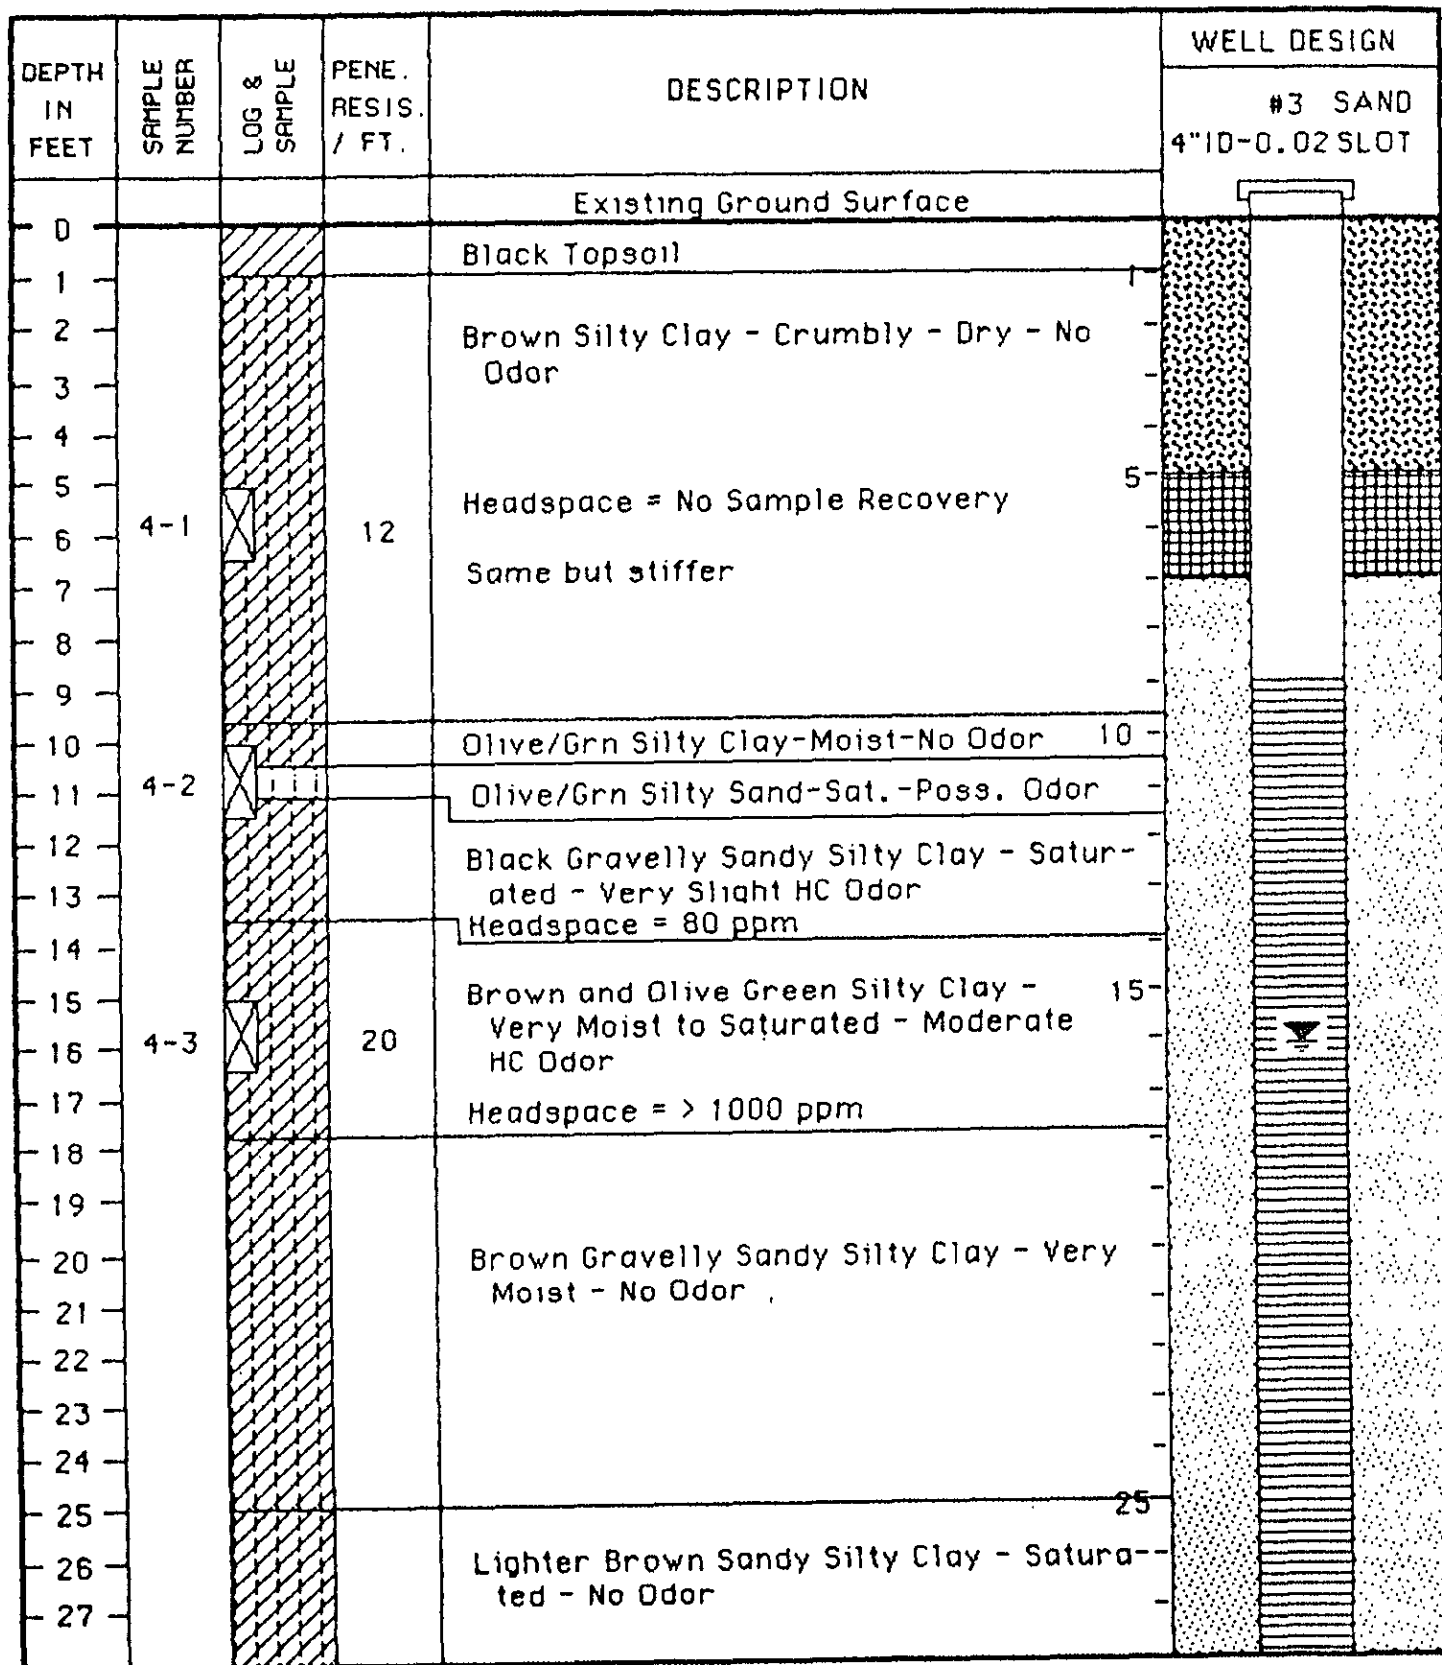 DEPTH IN FEET
SAMPLE NUMBER
LOG & SAMPLE
PENE. RESIS. / FT.
DESCRIPTION
WELL DESIGN
#3 SAND
4"ID-0.02 SLOT
Existing Ground Surface
0
Black Topsoil
1
1
2
Brown Silty Clay - Crumbly - Dry - No
Odor
3
4
5
5
Headspace = No Sample Recovery
4-1
12
6
Same but stiffer
7
8
9
10
Olive/Grn Silty Clay-Moist-No Odor
10
4-2
11
Olive/Grn Silty Sand-Sat.-Poss. Odor
12
Black Gravelly Sandy Silty Clay - Satur-
ated - Very Slight HC Odor
13
Headspace = 80 ppm
14
15
Brown and Olive Green Silty Clay -
15
Very Moist to Saturated - Moderate
4-3
20
16
HC Odor
17
Headspace = > 1000 ppm
18
19
20
Brown Gravelly Sandy Silty Clay - Very
Moist - No Odor
21
22
23
24
25
25
26
Lighter Brown Sandy Silty Clay - Satura-
ted - No Odor
27